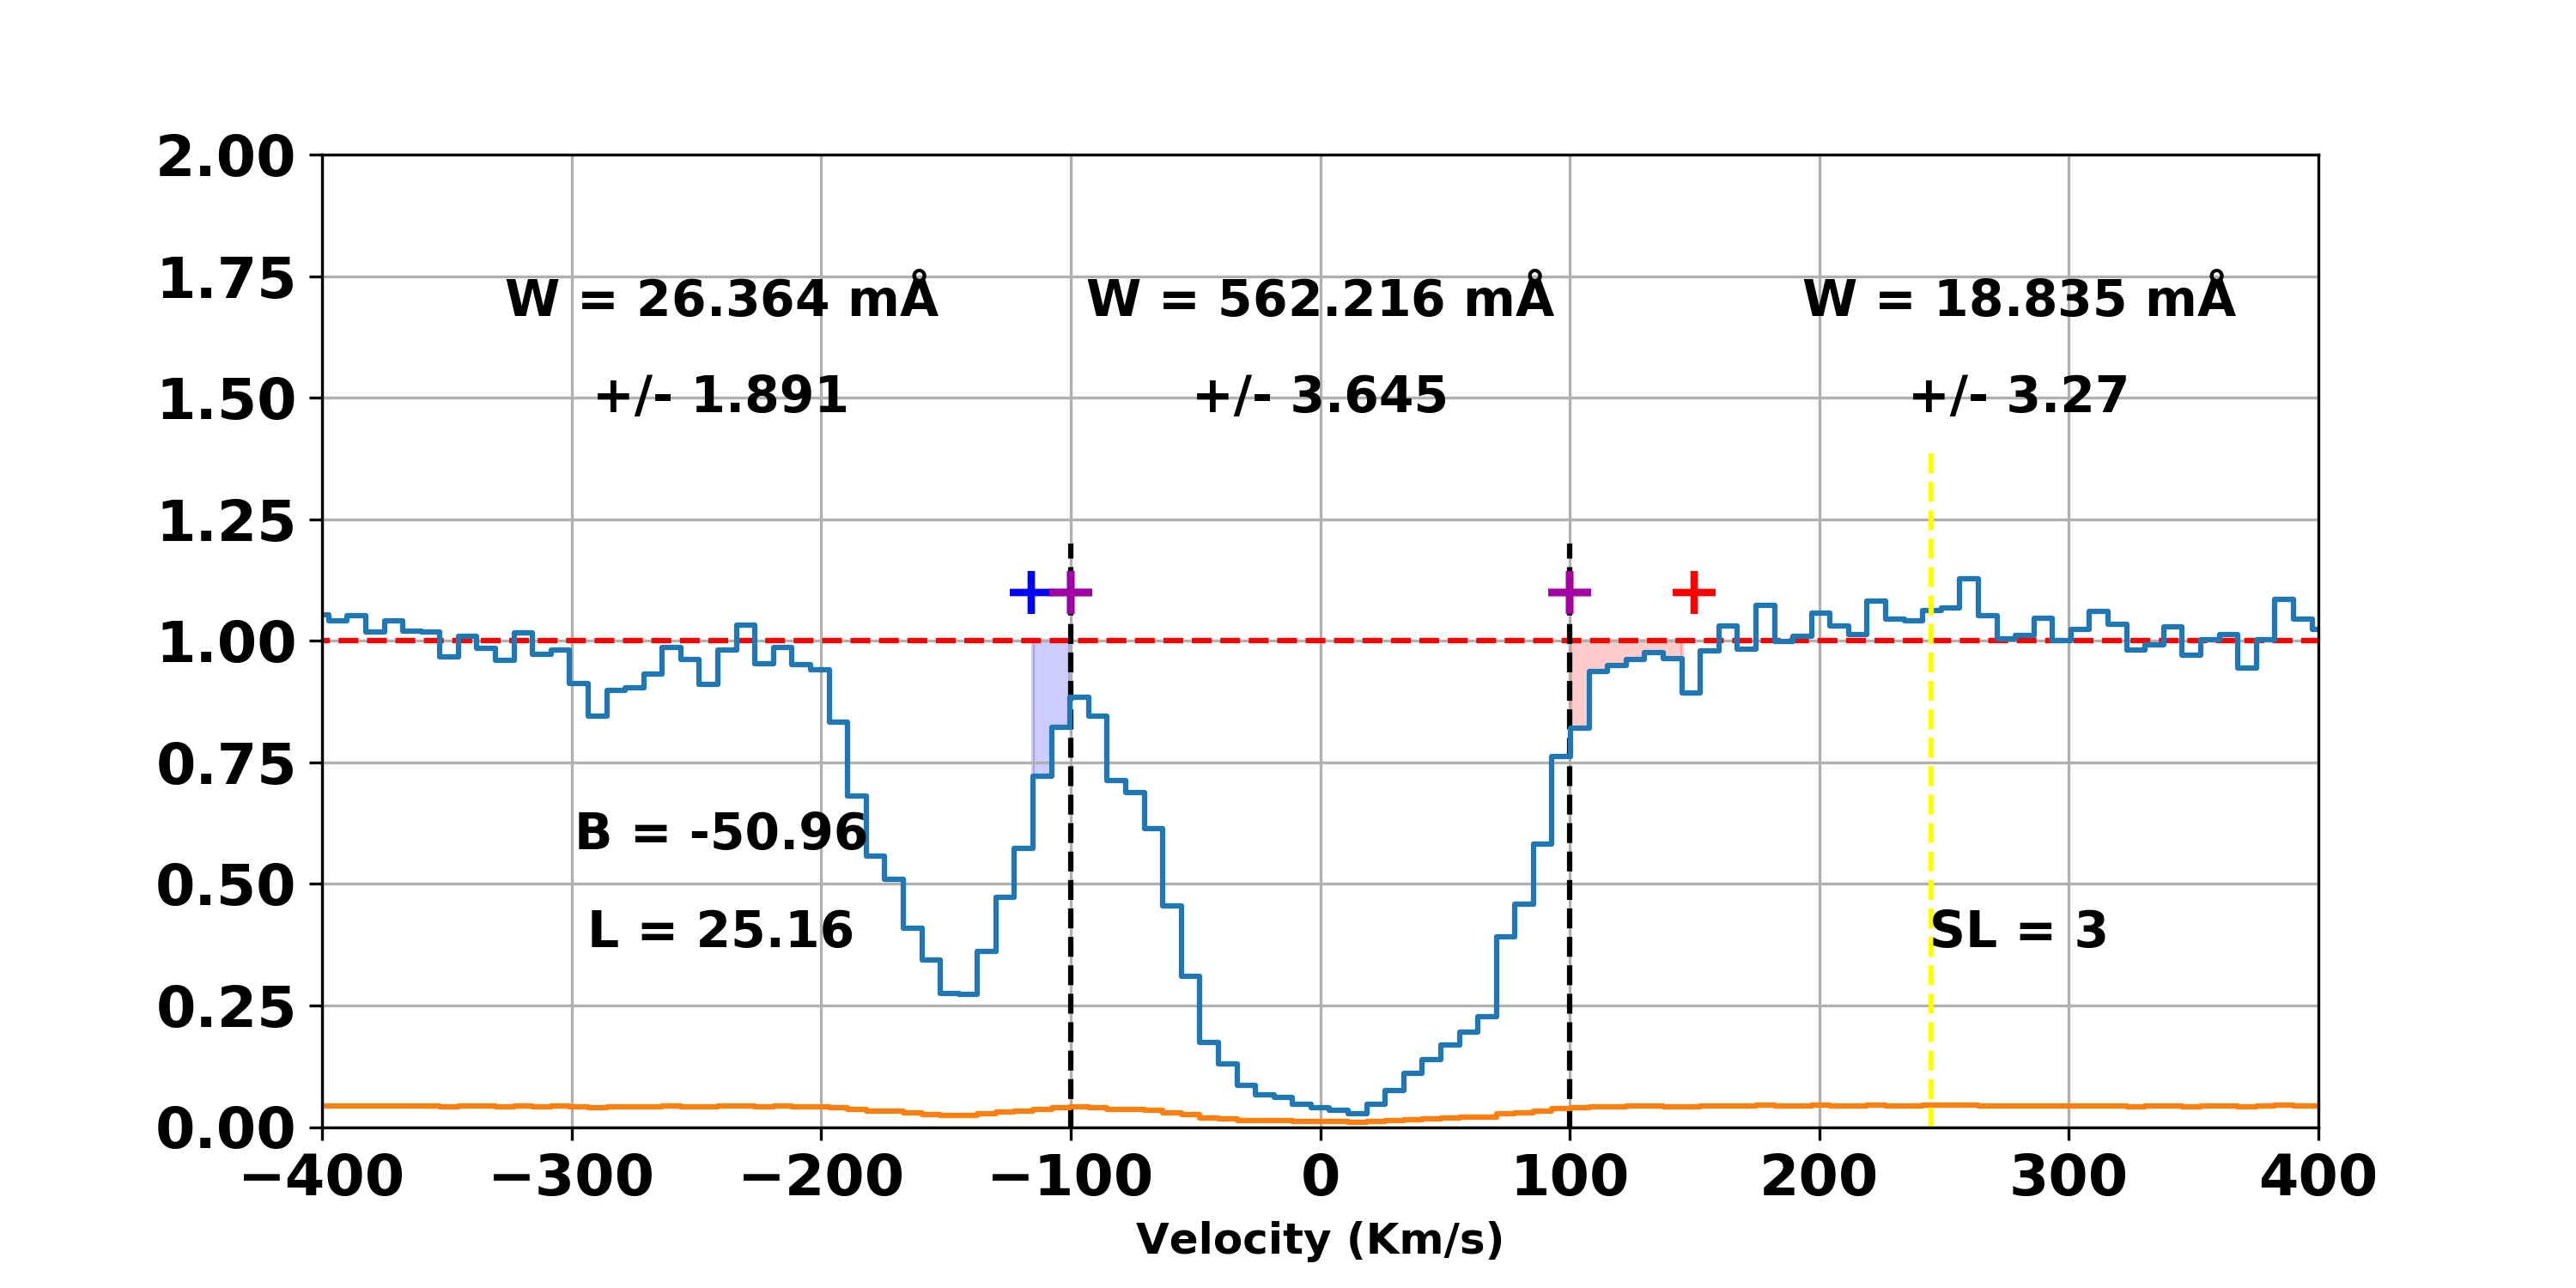 2.00
1.75
1.50
1.25
1.00
0.75
0.50
0.25
0.00
W = 26.364 mÅ
+/- 1.891
W = 562.216 mÅ
+/- 3.645
W = 18.835 mÅ
+/- 3.27
B = -50.96
L = 25.16
SL = 3
−400 −300 −200 −100 0 100 200 300 400
Velocity (Km/s)